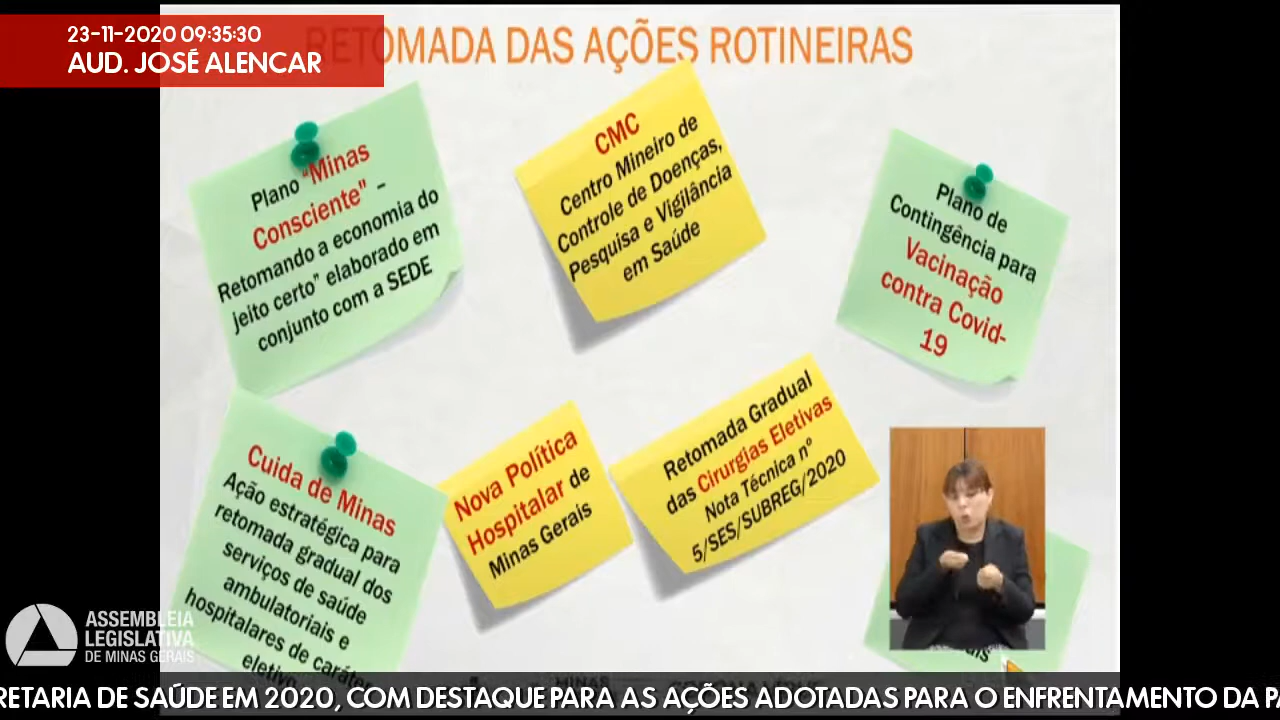 23-11-2020 09:35:30
AUD. JOSÉ ALENCAR
RETOMADA DAS AÇÕES ROTINEIRAS
Plano "Minas
Consciente" –
Retomando a economia do
jeito certo" elaborado em
conjunto com a SEDE
CMC
Centro Mineiro de
Controle de Doenças,
Pesquisa e Vigilância
em Saúde
Plano de
Contingência para
Vacinação
contra Covid-
19
Cuida de Minas
Ação estratégica para
retomada gradual dos
serviços de saúde
ambulatoriais e
hospitalares de caráter
Nova Política
Hospitalar de
Minas Gerais
Retomada Gradual
das Cirurgias Eletivas
Nota Técnica nº
5/SES/SUBREG/2020
ASSEMBLEIA
LEGISLATIVA
DE MINAS GERAIS
RETARIA DE SAÚDE EM 2020, COM DESTAQUE PARA AS AÇÕES ADOTADAS PARA O ENFRENTAMENTO DA PA